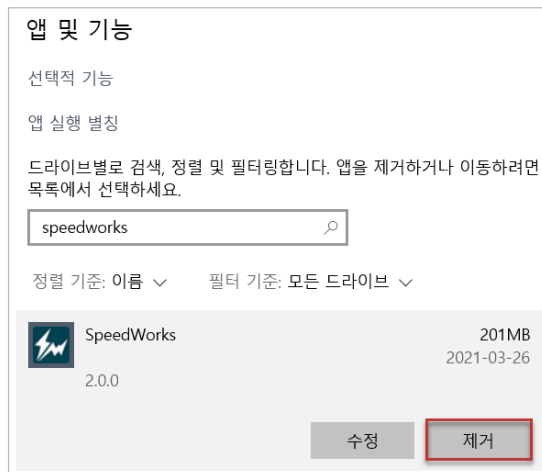 앱 및 기능
선택적 기능
앱 실행 별칭
드라이브별로 검색, 정렬 및 필터링합니다. 앱을 제거하거나 이동하려면
목록에서 선택하세요.
speedworks
정렬 기준: 이름 필터 기준: 모든 드라이브
SpeedWorks 201MB
2021-03-26
2.0.0
수정 제거